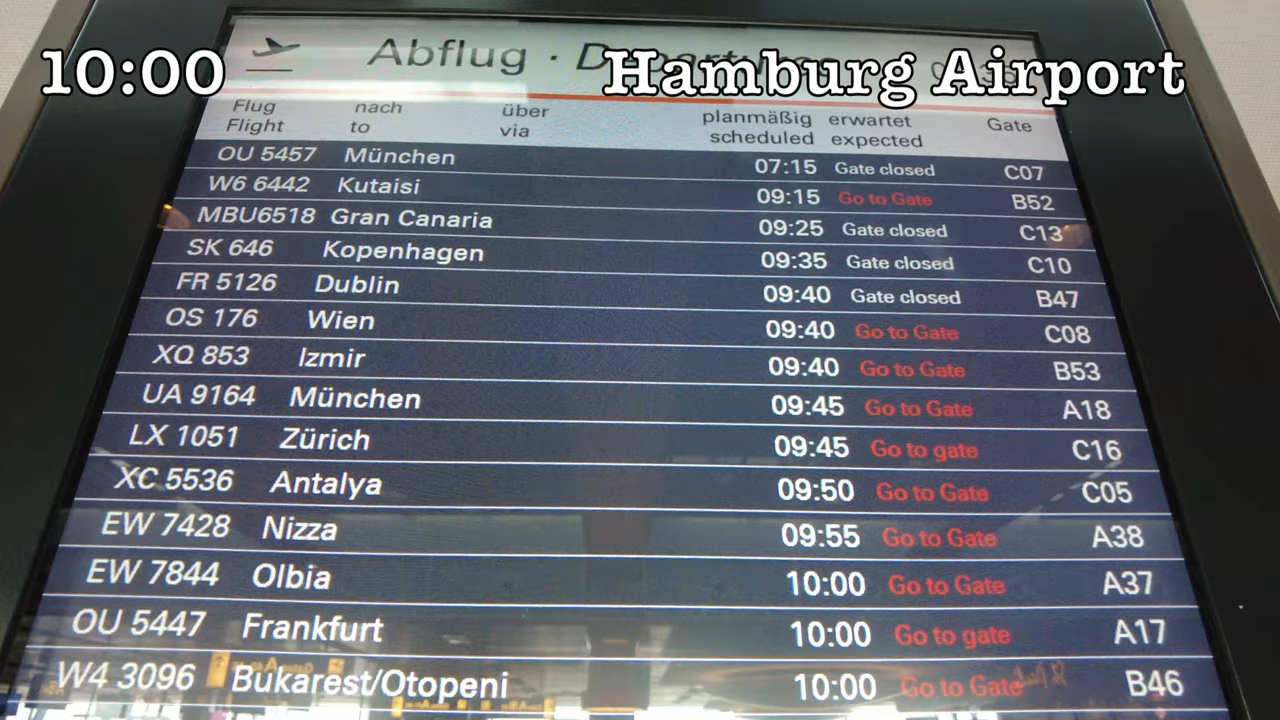 10:00 Hamburg Airport
Abflug ·
Flug nach über planmäßig erwartet Gate
Flight to via scheduled expected
OU 5457 München 07:15 Gate closed C07
W6 6442 Kutaisi 09:15 Go to Gate B52
MBU6518 Gran Canaria 09:25 Gate closed C13
SK 646 Kopenhagen 09:35 Gate closed C10
FR 5126 Dublin 09:40 Gate closed B47
OS 176 Wien 09:40 Go to Gate C08
XQ 853 Izmir 09:40 Go to Gate B53
UA 9164 München 09:45 Go to Gate A18
LX 1051 Zürich 09:45 Go to gate C16
XC 5536 Antalya 09:50 Go to Gate C05
EW 7428 Nizza 09:55 Go to Gate A38
EW 7844 Olbia 10:00 Go to Gate A37
OU 5447 Frankfurt 10:00 Go to gate A17
W4 3096 Bukarest/Otopeni 10:00 Go to Gate B46